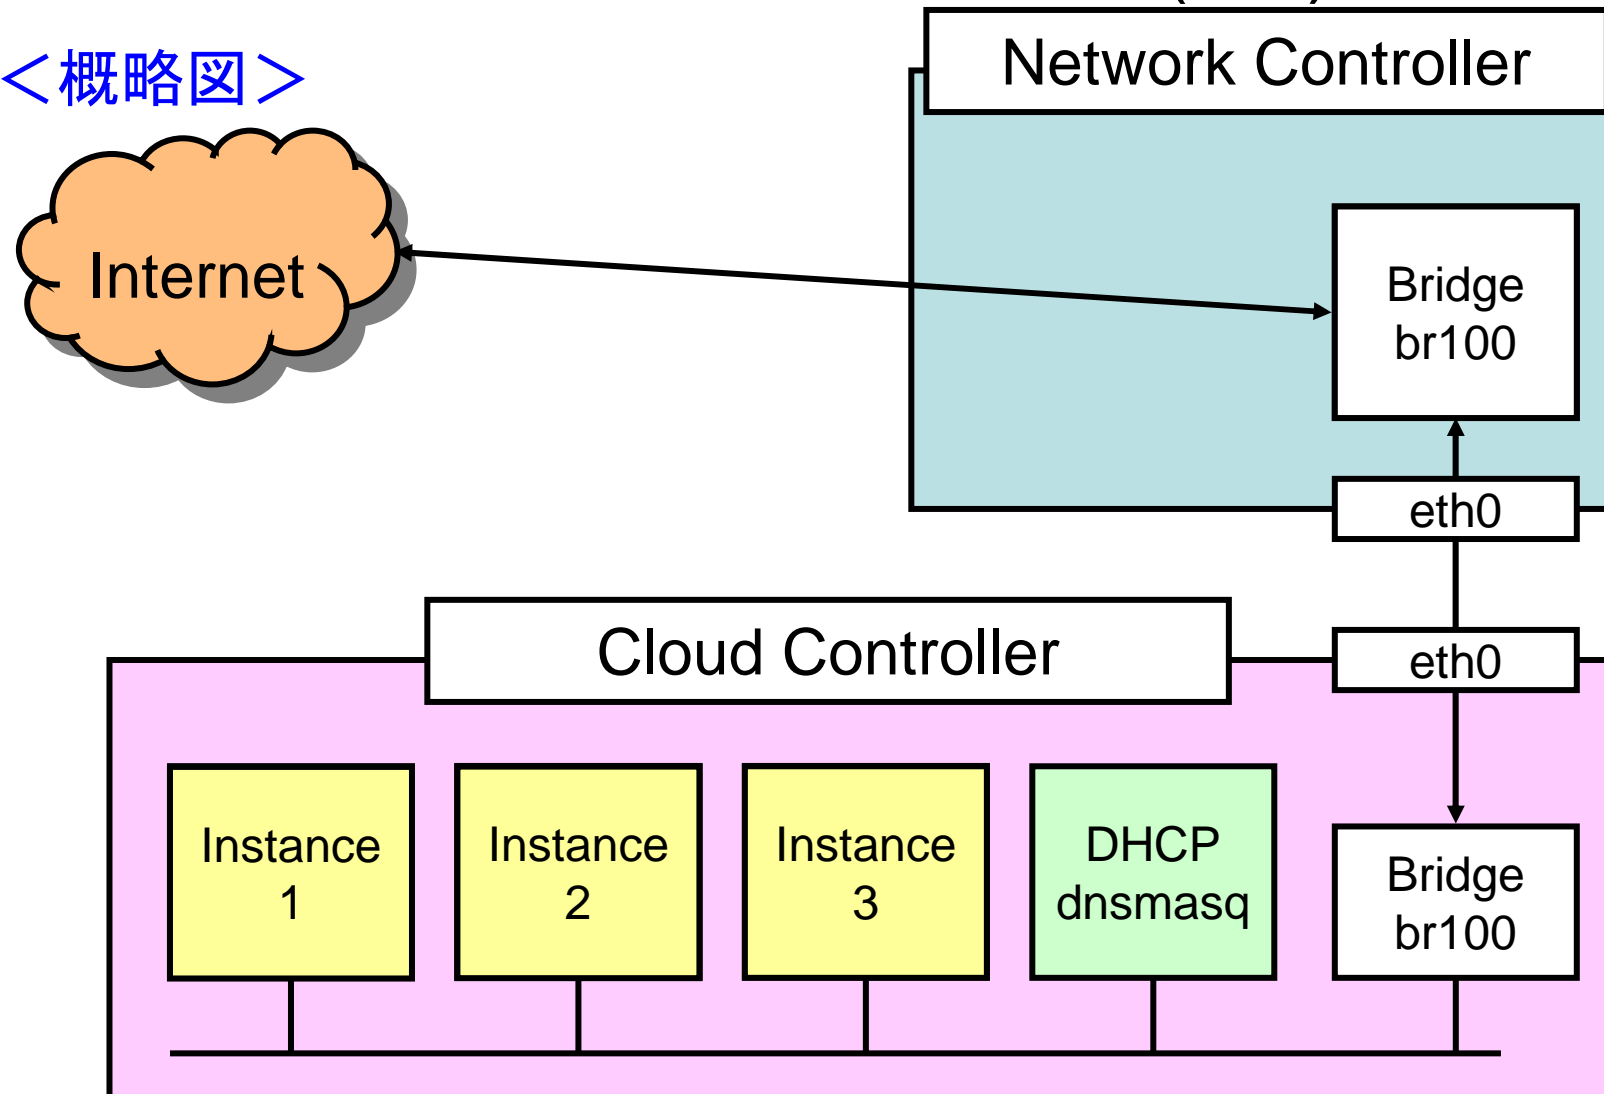 ＜概略図＞
Network Controller
Internet
Bridge
br100
eth0
Cloud Controller
eth0
Instance
1
Instance
2
Instance
3
DHCP
dnsmasq
Bridge
br100